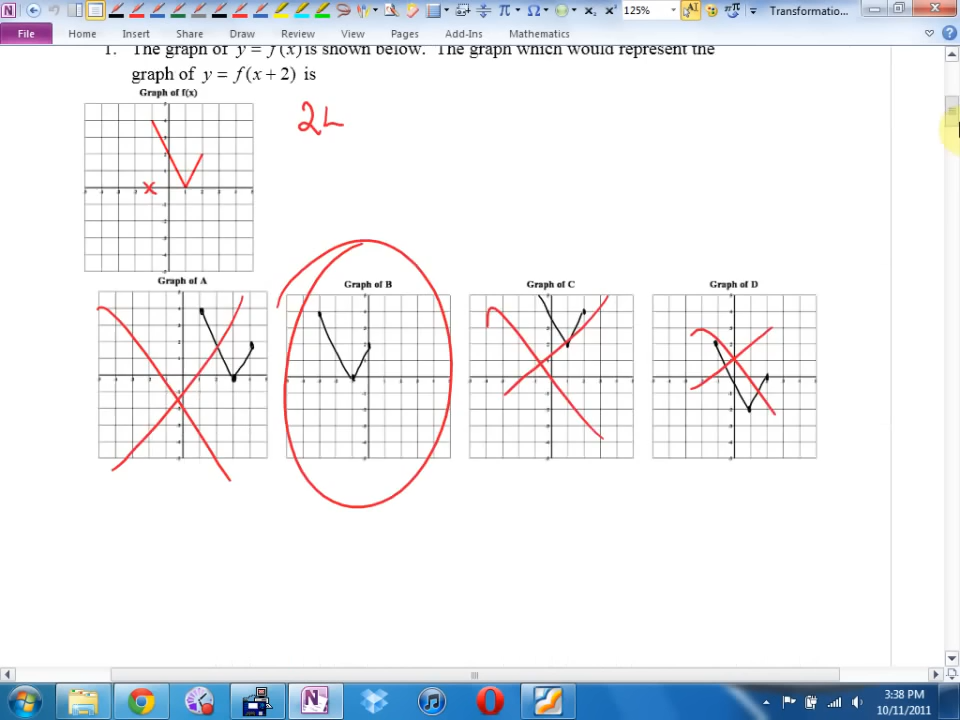 125% Transformatio...
File Home Insert Share Draw Review View Pages Layout Add-Ins Mathematics
1. The graph of y = f(x) is shown below. The graph which would represent the
graph of y = f(x + 2) is
Graph of f(x)
2L
x
Graph of A Graph of B Graph of C Graph of D
3:38 PM
10/11/2011